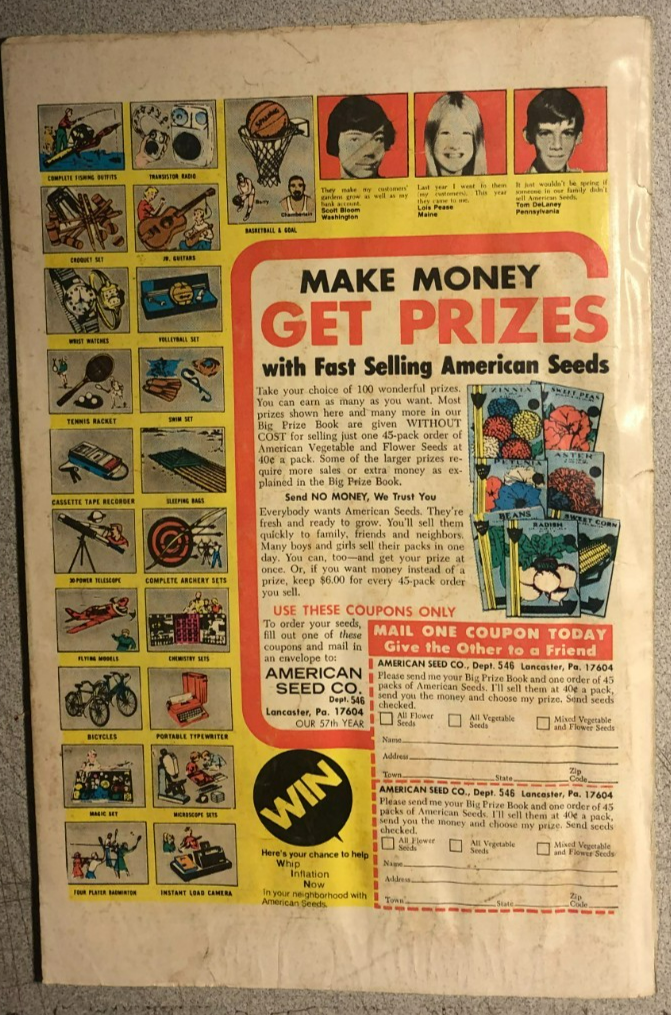 COMPLETE FISHING OUTFITS
TRANSISTOR RADIO
CROQUET SET
JR. GUITARS
WRIST WATCHES
VOLLEYBALL SET
TENNIS RACKET
SWIM SET
CASSETTE TAPE RECORDER
SLEEPING BAGS
30-POWER TELESCOPE
COMPLETE ARCHERY SETS
FLYING MODELS
CHEMISTRY SETS
BICYCLES
PORTABLE TYPEWRITER
MAGIC SET
MICROSCOPE SETS
FOUR PLAYER BADMINTON
INSTANT LOAD CAMERA
SPALDING
Barry
Chamberlain
BASKETBALL & GOAL
They make my customers'
gardens grow as well as my
bank account.
Scott Bloom
Washington
Last year I went to them
(my customers). This year
they came to me.
Lois Pease
Maine
It just wouldn't be spring if
someone in our family didn't
sell American Seeds.
Tom DeLaney
Pennsylvania
MAKE MONEY
GET PRIZES
with Fast Selling American Seeds
Take your choice of 100 wonderful prizes.
You can earn as many as you want. Most
prizes shown here and many more in our
Big Prize Book are given WITHOUT
COST for selling just one 45-pack order of
American Vegetable and Flower Seeds at
40¢ a pack. Some of the larger prizes re-
quire more sales or extra money as ex-
plained in the Big Prize Book.
Send NO MONEY, We Trust You
Everybody wants American Seeds. They're
fresh and ready to grow. You'll sell them
quickly to family, friends and neighbors.
Many boys and girls sell their packs in one
day. You can, too—and get your prize at
once. Or, if you want money instead of a
prize, keep $6.00 for every 45-pack order
you sell.
ZINNIA
SWEET PEAS
PETUNIA
ASTER
BEANS
RADISH
SWEET CORN
USE THESE COUPONS ONLY
To order your seeds,
fill out one of these
coupons and mail in
an envelope to:
AMERICAN
SEED CO.
Dept. 546
Lancaster, Pa. 17604
OUR 57th YEAR
WIN
Here's your chance to help
Whip
Inflation
Now
in your neighborhood with
American Seeds.
MAIL ONE COUPON TODAY
Give the Other to a Friend
AMERICAN SEED CO., Dept. 546 Lancaster, Pa. 17604
Please send me your Big Prize Book and one order of 45
packs of American Seeds. I'll sell them at 40¢ a pack,
send you the money and choose my prize. Send seeds
checked.
All Flower Seeds
All Vegetable Seeds
Mixed Vegetable and Flower Seeds
Name
Address
Town State Zip Code
AMERICAN SEED CO., Dept. 546 Lancaster, Pa. 17604
Please send me your Big Prize Book and one order of 45
packs of American Seeds. I'll sell them at 40¢ a pack,
send you the money and choose my prize. Send seeds
checked.
All Flower Seeds
All Vegetable Seeds
Mixed Vegetable and Flower Seeds
Name
Address
Town State Zip Code